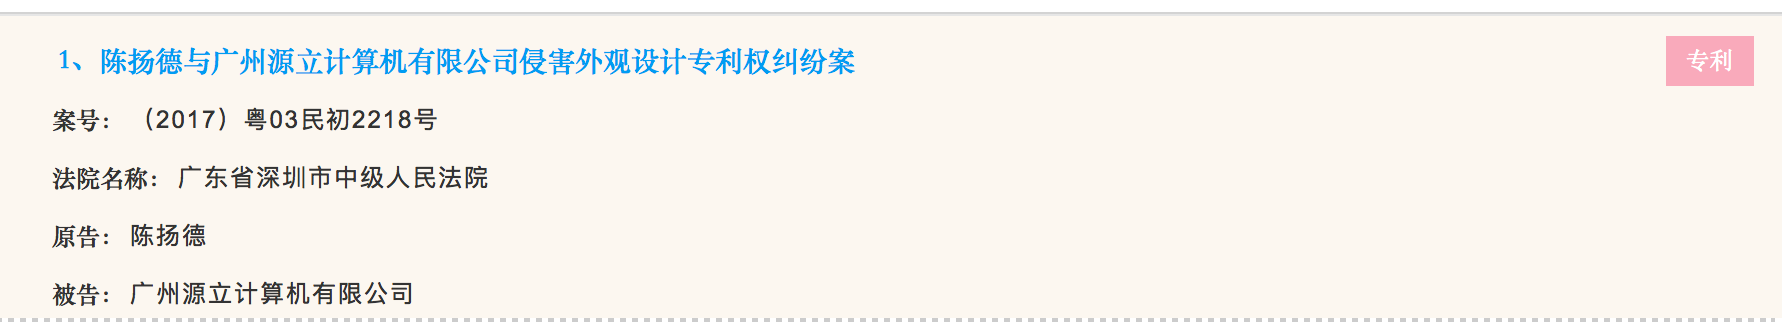 1、陈扬德与广州源立计算机有限公司侵害外观设计专利权纠纷案
专利
案号：（2017）粤03民初2218号
法院名称：广东省深圳市中级人民法院
原告：陈扬德
被告：广州源立计算机有限公司